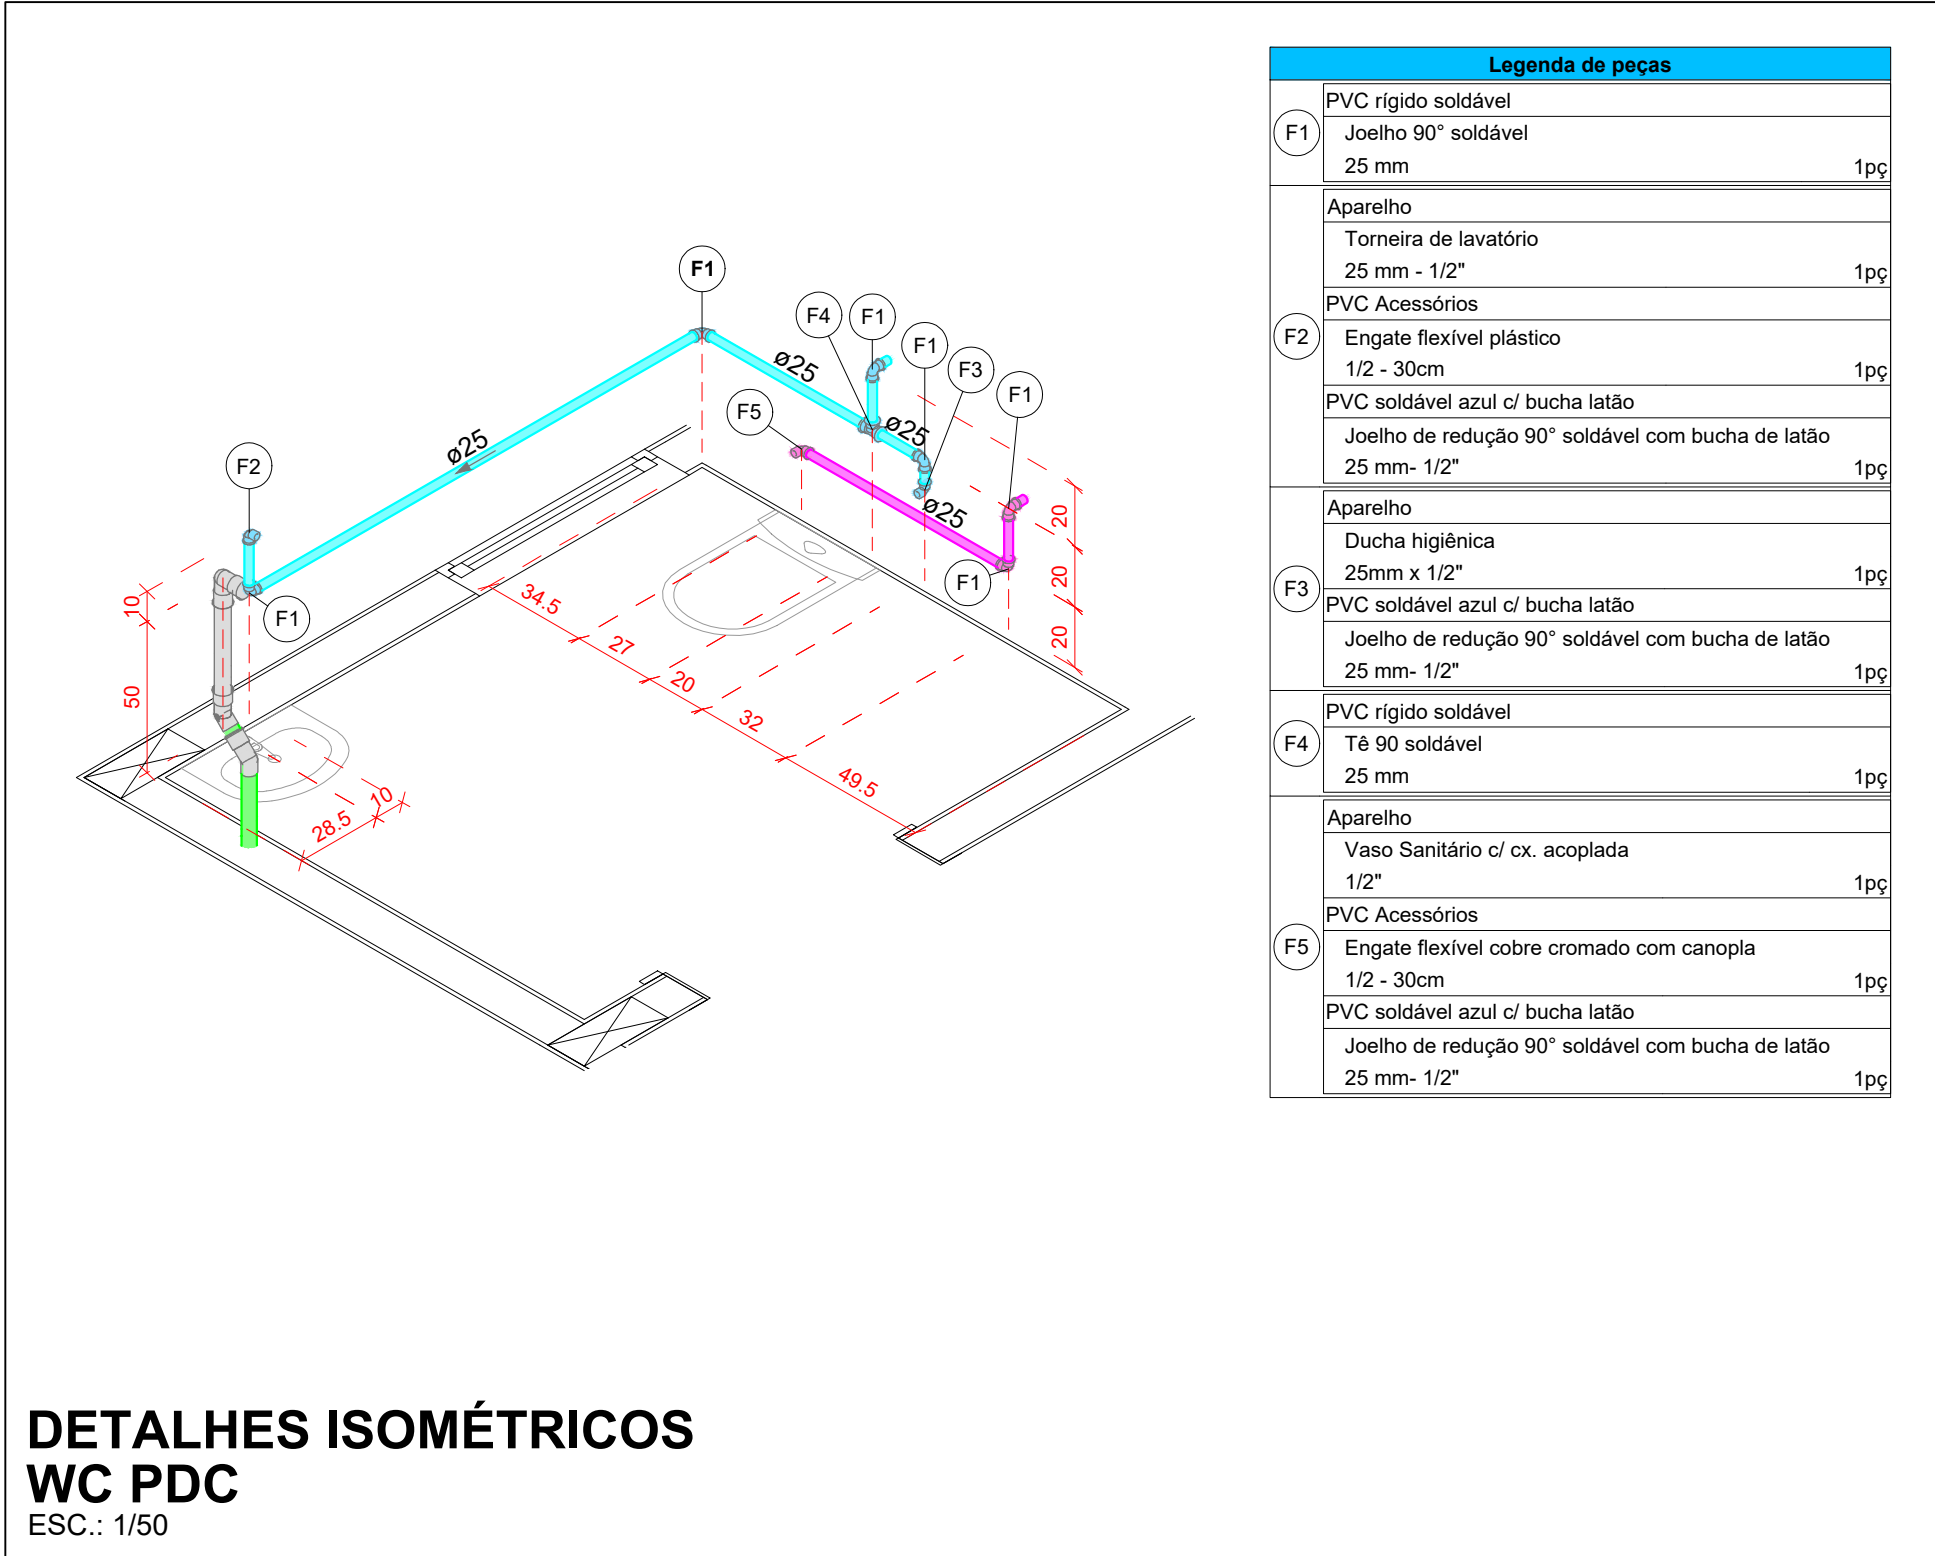 Legenda de peças
F1
PVC rígido soldável
Joelho 90° soldável
25 mm 1pç
F2
Aparelho
Torneira de lavatório
25 mm - 1/2" 1pç
PVC Acessórios
Engate flexível plástico
1/2 - 30cm 1pç
PVC soldável azul c/ bucha latão
Joelho de redução 90° soldável com bucha de latão
25 mm- 1/2" 1pç
F3
Aparelho
Ducha higiênica
25mm x 1/2" 1pç
PVC soldável azul c/ bucha latão
Joelho de redução 90° soldável com bucha de latão
25 mm- 1/2" 1pç
F4
PVC rígido soldável
Tê 90 soldável
25 mm 1pç
F5
Aparelho
Vaso Sanitário c/ cx. acoplada
1/2" 1pç
PVC Acessórios
Engate flexível cobre cromado com canopla
1/2 - 30cm 1pç
PVC soldável azul c/ bucha latão
Joelho de redução 90° soldável com bucha de latão
25 mm- 1/2" 1pç
F1
F4
F1
F1
F3
F1
F5
F2
F1
F1
ø25
ø25
ø25
ø25
20
20
20
10
50
34.5
27
20
32
49.5
28.5
10
DETALHES ISOMÉTRICOS
WC PDC
ESC.: 1/50